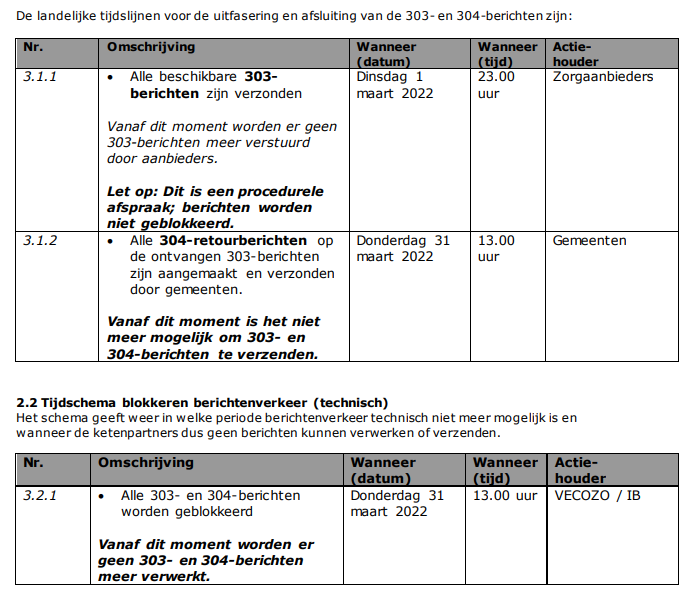 De landelijke tijdslijnen voor de uitfasering en afsluiting van de 303- en 304-berichten zijn:
Nr. Omschrijving Wanneer (datum) Wanneer (tijd) Actie-houder
3.1.1
• Alle beschikbare 303-
berichten zijn verzonden
Vanaf dit moment worden er geen
303-berichten meer verstuurd
door aanbieders.
Let op: Dit is een procedurele
afspraak; berichten worden
niet geblokkeerd.
Dinsdag 1
maart 2022
23.00
uur
Zorgaanbieders
3.1.2
• Alle 304-retourberichten op
de ontvangen 303-berichten
zijn aangemaakt en verzonden
door gemeenten.
Vanaf dit moment is het niet
meer mogelijk om 303- en
304-berichten te verzenden.
Donderdag 31
maart 2022
13.00
uur
Gemeenten
2.2 Tijdschema blokkeren berichtenverkeer (technisch)
Het schema geeft weer in welke periode berichtenverkeer technisch niet meer mogelijk is en
wanneer de ketenpartners dus geen berichten kunnen verwerken of verzenden.
Nr. Omschrijving Wanneer (datum) Wanneer (tijd) Actie-houder
3.2.1
• Alle 303- en 304-berichten
worden geblokkeerd
Vanaf dit moment worden er
geen 303- en 304-berichten
meer verwerkt.
Donderdag 31
maart 2022
13.00 uur
VECOZO / IB